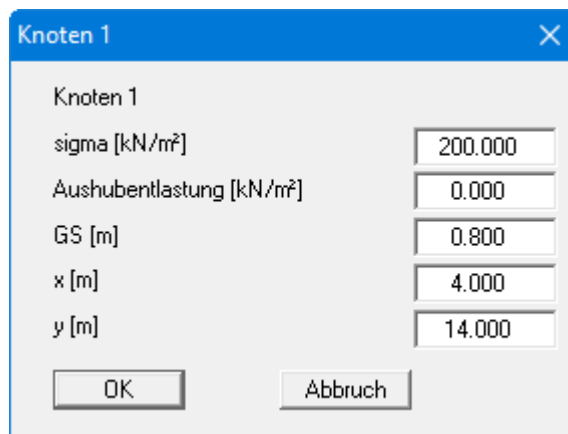 Knoten 1
Knoten 1
sigma [kN/m²] 200.000
Aushubentlastung [kN/m²] 0.000
GS [m] 0.800
x [m] 4.000
y [m] 14.000
OK Abbruch